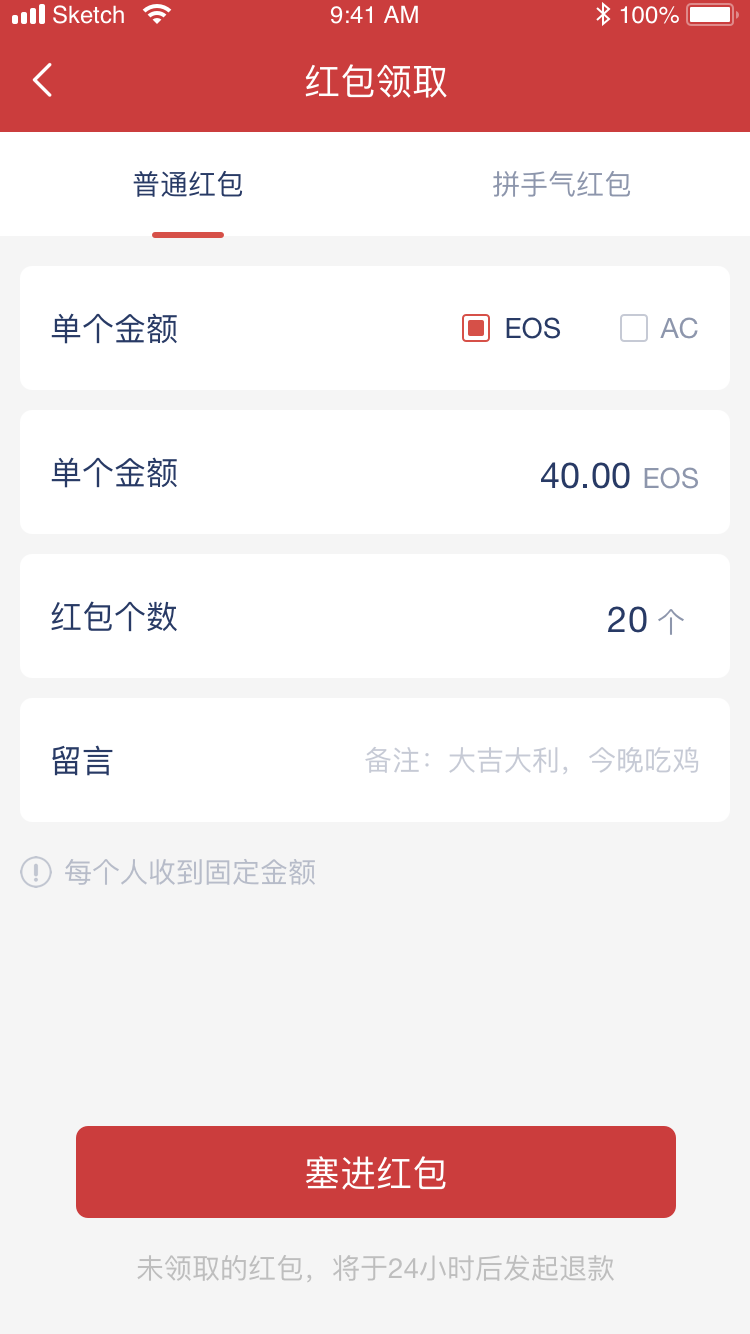 Sketch 9:41 AM 100%
红包领取
普通红包 拼手气红包
单个金额 EOS AC
单个金额 40.00 EOS
红包个数 20 个
留言 备注：大吉大利，今晚吃鸡
每个人收到固定金额
塞进红包
未领取的红包，将于24小时后发起退款